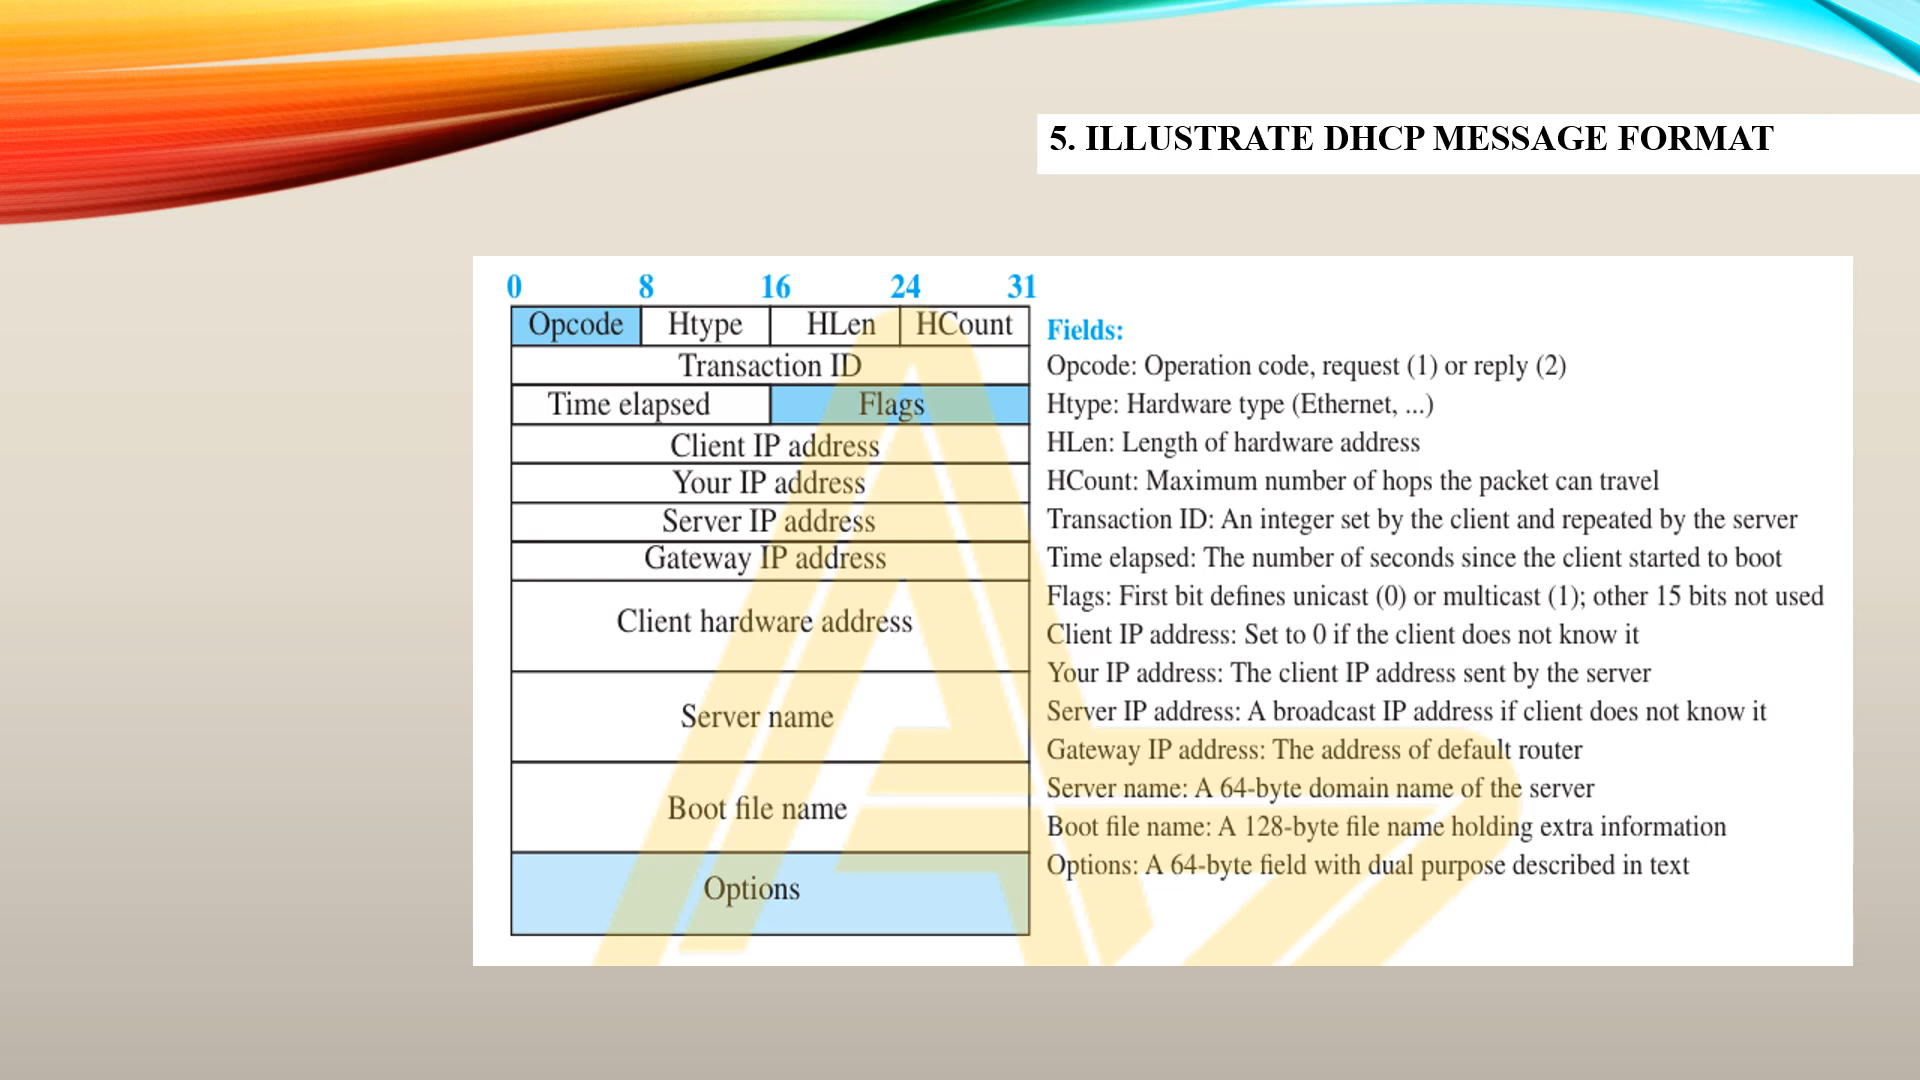 5. ILLUSTRATE DHCP MESSAGE FORMAT
0 8 16 24 31
Opcode Htype HLen HCount
Transaction ID
Time elapsed Flags
Client IP address
Your IP address
Server IP address
Gateway IP address
Client hardware address
Server name
Boot file name
Options
Fields:
Opcode: Operation code, request (1) or reply (2)
Htype: Hardware type (Ethernet, ...)
HLen: Length of hardware address
HCount: Maximum number of hops the packet can travel
Transaction ID: An integer set by the client and repeated by the server
Time elapsed: The number of seconds since the client started to boot
Flags: First bit defines unicast (0) or multicast (1); other 15 bits not used
Client IP address: Set to 0 if the client does not know it
Your IP address: The client IP address sent by the server
Server IP address: A broadcast IP address if client does not know it
Gateway IP address: The address of default router
Server name: A 64-byte domain name of the server
Boot file name: A 128-byte file name holding extra information
Options: A 64-byte field with dual purpose described in text